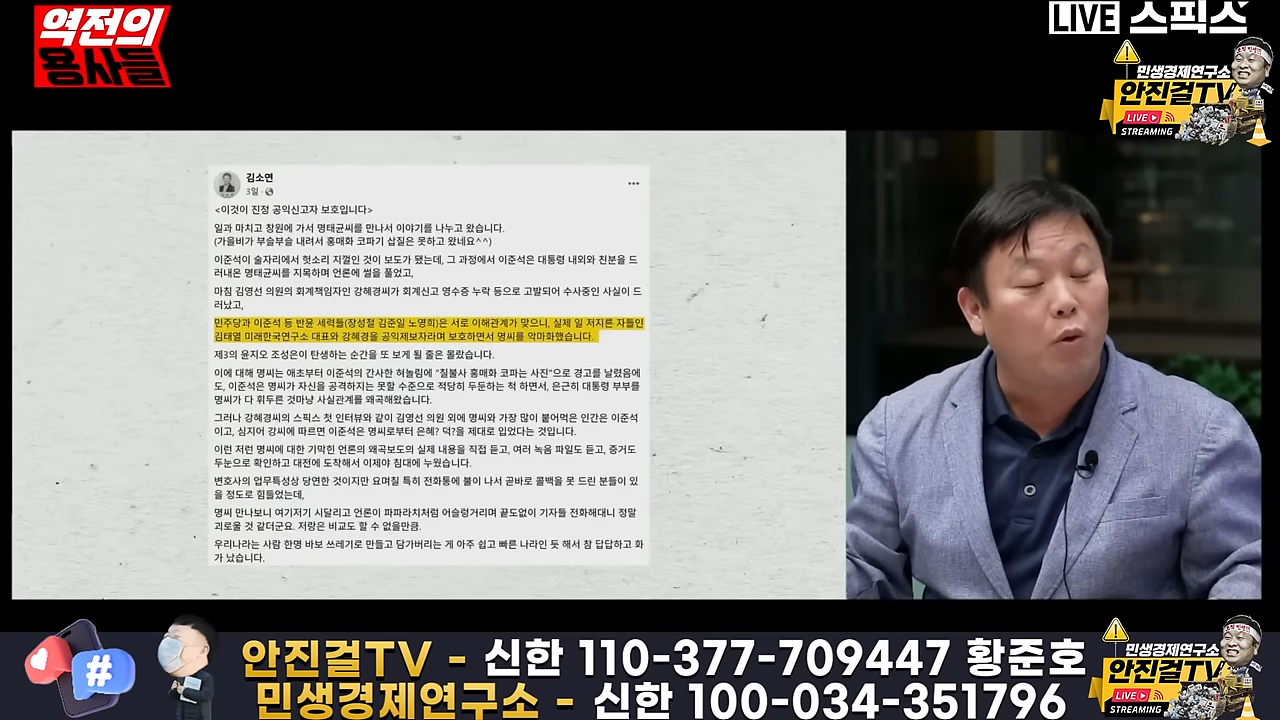 역전의
용사들
LIVE 스픽스
민생경제연구소
안진걸TV
LIVE
STREAMING
김소연
3일
<이것이 진정 공익신고자 보호입니다>
일과 마치고 창원에 가서 명태균씨를 만나서 이야기를 나누고 왔습니다.
(가을비가 부슬부슬 내려서 홍매화 코파기 삽질은 못하고 왔네요^^)
이준석이 술자리에서 헛소리 지껄인 것이 보도가 됐는데, 그 과정에서 이준석은 대통령 내외와 친분을 드
러내온 명태균씨를 지목하며 언론에 썰을 풀었고,
마침 김영선 의원의 회계책임자인 강혜경씨가 회계신고 영수증 누락 등으로 고발되어 수사중인 사실이 드
러났고,
민주당과 이준석 등 반윤 세력들(장성철 김준일 노영희)은 서로 이해관계가 맞으니, 실제 일 저지른 자들인
김태열 미래한국연구소 대표와 강혜경을 공익제보자라며 보호하면서 명씨를 악마화했습니다.
제3의 윤지오 조성은이 탄생하는 순간을 또 보게 될 줄은 몰랐습니다.
이에 대해 명씨는 애초부터 이준석의 간사한 혀놀림에 "칠불사 홍매화 코파는 사진"으로 경고를 날렸음에
도, 이준석은 명씨가 자신을 공격하지는 못할 수준으로 적당히 두둔하는 척 하면서, 은근히 대통령 부부를
명씨가 다 휘두른 것마냥 사실관계를 왜곡해왔습니다.
그러나 강혜경씨의 스픽스 첫 인터뷰와 같이 김영선 의원 외에 명씨와 가장 많이 붙어먹은 인간은 이준석
이고, 심지어 강씨에 따르면 이준석은 명씨로부터 은혜? 덕?을 제대로 입었다는 것입니다.
이런 저런 명씨에 대한 기막힌 언론의 왜곡보도의 실제 내용을 직접 듣고, 여러 녹음 파일도 듣고, 증거도
두눈으로 확인하고 대전에 도착해서 이제야 침대에 누웠습니다.
변호사의 업무특성상 당연한 것이지만 요며칠 특히 전화통에 불이 나서 곧바로 콜백을 못 드린 분들이 있
을 정도로 힘들었는데,
명씨 만나보니 여기저기 시달리고 언론이 파파라치처럼 어슬렁거리며 끝도없이 기자들 전화해대니 정말
괴로울 것 같더군요. 저랑은 비교도 할 수 없을만큼.
우리나라는 사람 한명 바보 쓰레기로 만들고 담가버리는 게 아주 쉽고 빠른 나라인 듯 해서 참 답답하고 화
가 났습니다.
#
안진걸TV - 신한 110-377-709447 황준호
민생경제연구소 - 신한 100-034-351796
민생경제연구소
안진걸TV
LIVE
STREAMING